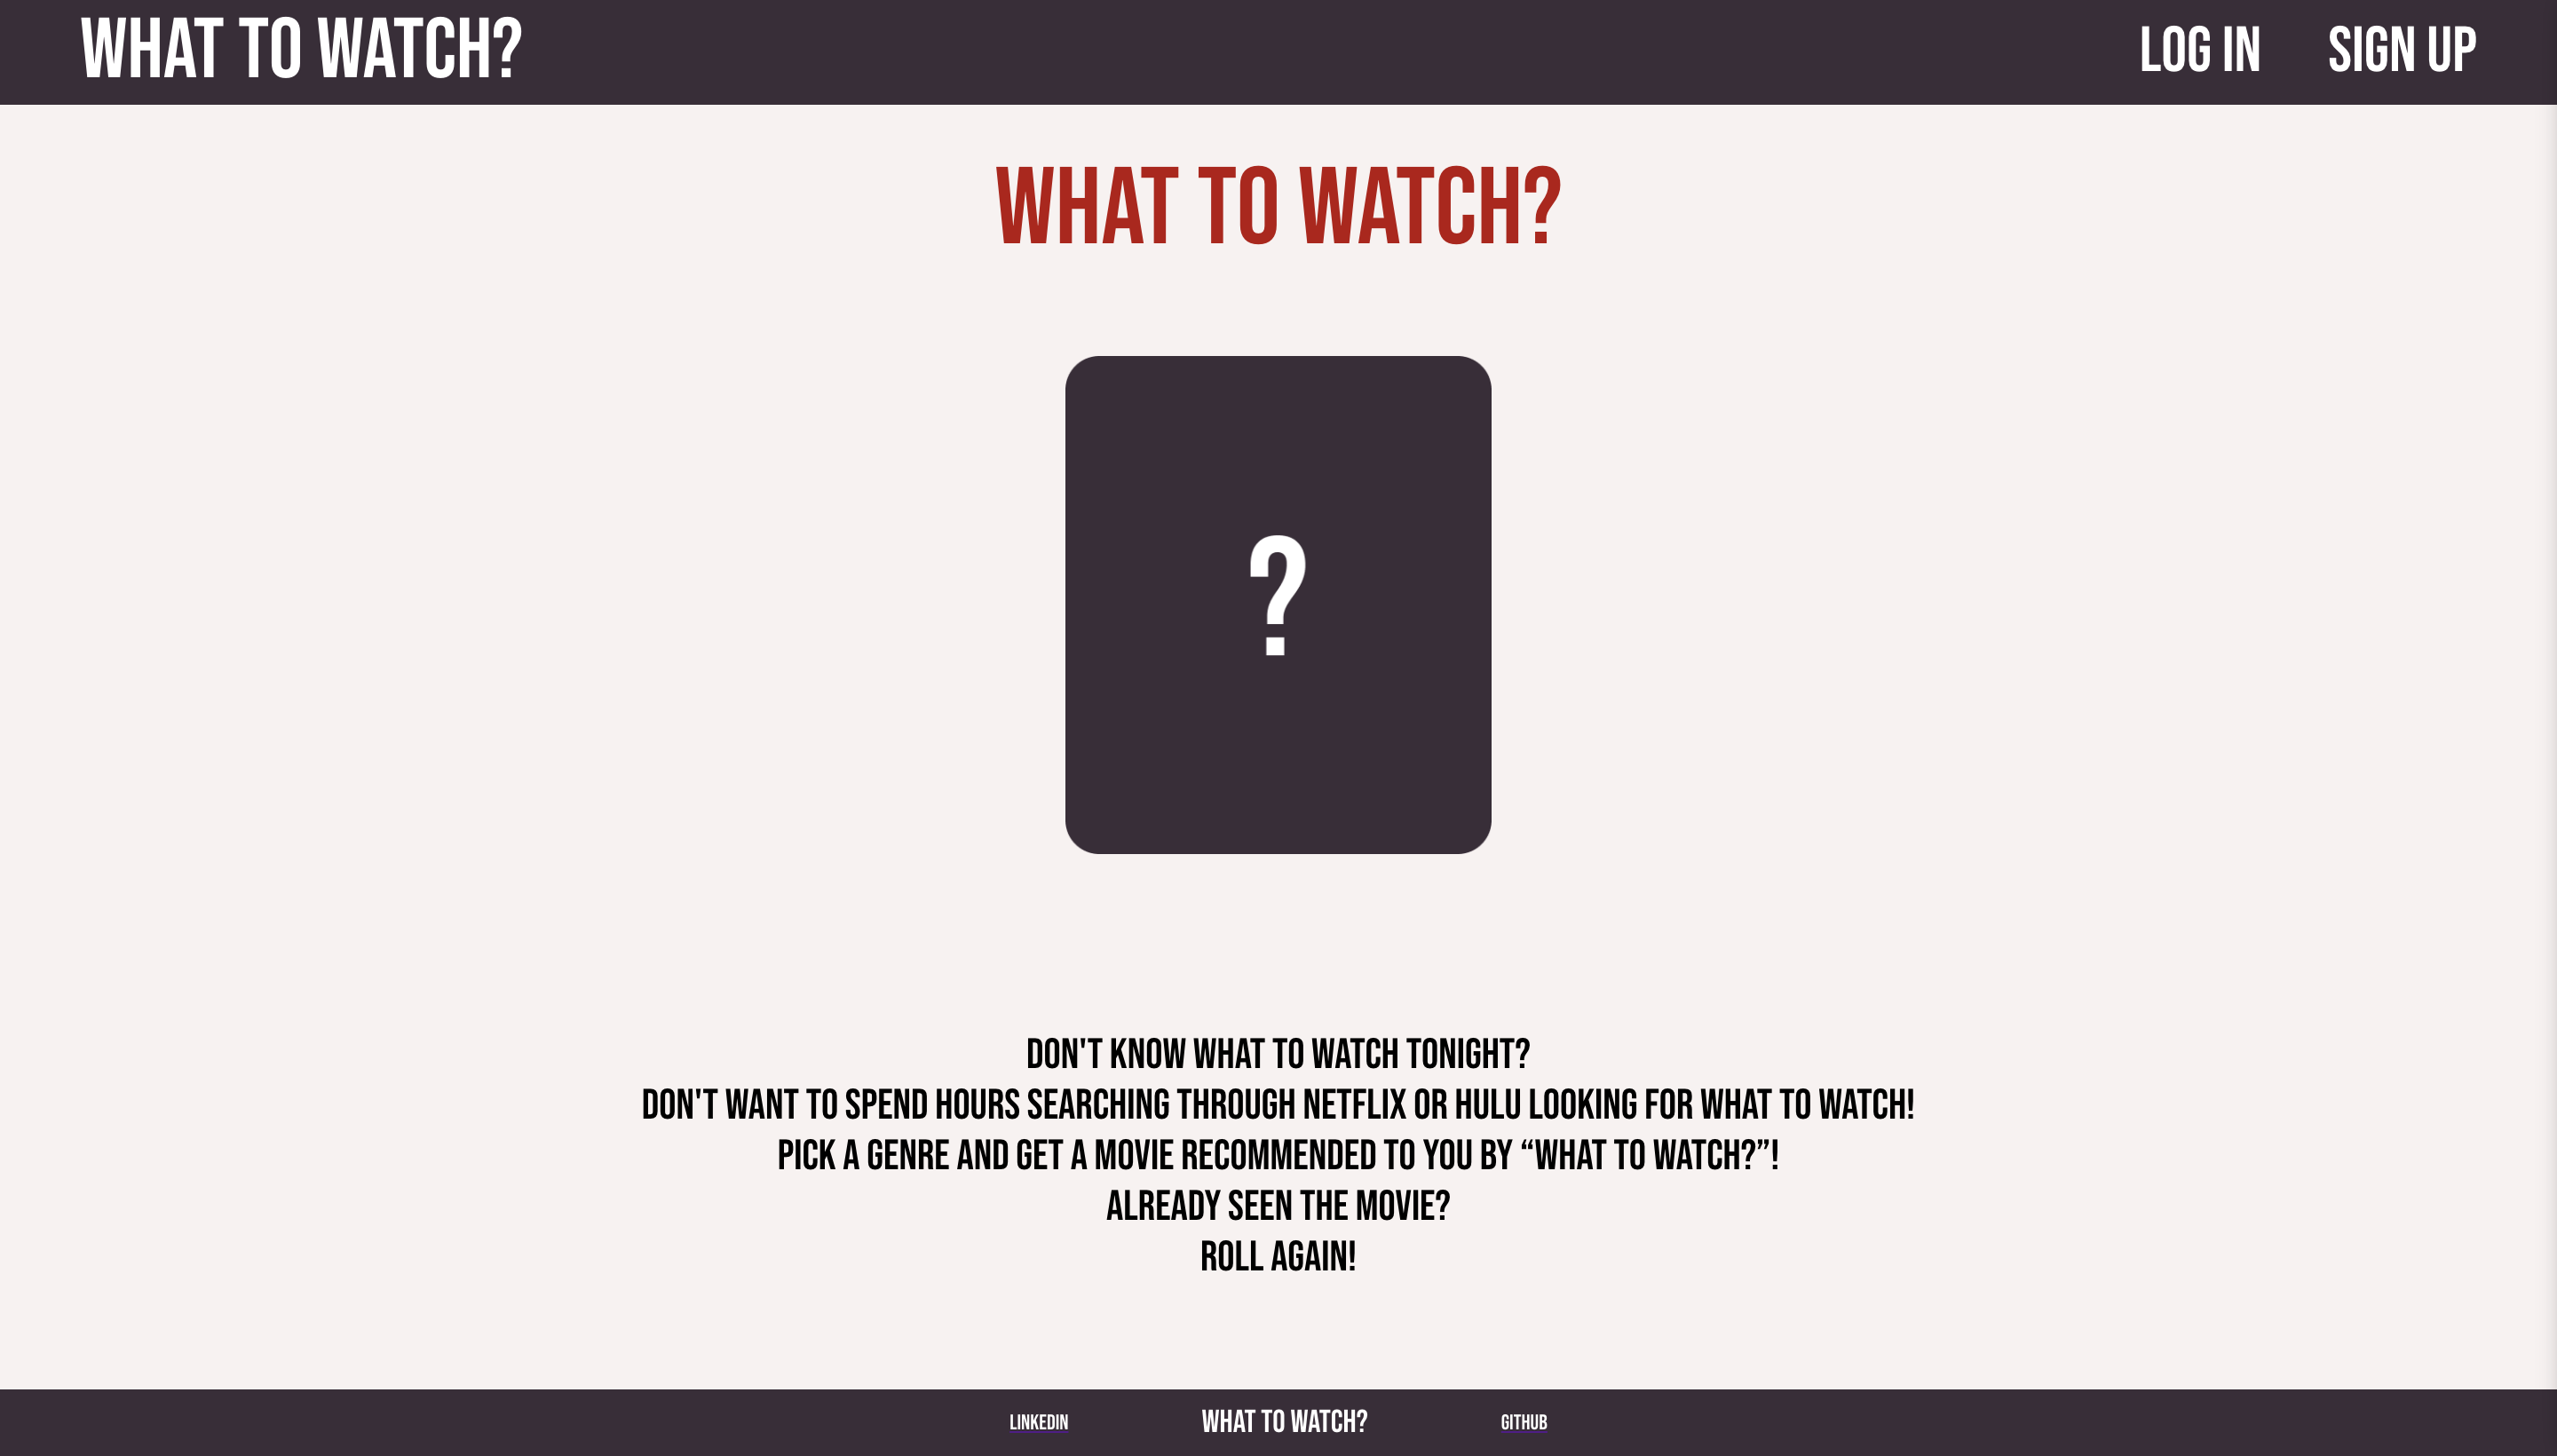 WHAT TO WATCH?
LOG IN
SIGN UP
WHAT TO WATCH?
?
DON'T KNOW WHAT TO WATCH TONIGHT?
DON'T WANT TO SPEND HOURS SEARCHING THROUGH NETFLIX OR HULU LOOKING FOR WHAT TO WATCH!
PICK A GENRE AND GET A MOVIE RECOMMENDED TO YOU BY “WHAT TO WATCH?”!
ALREADY SEEN THE MOVIE?
ROLL AGAIN!
LINKEDIN
WHAT TO WATCH?
GITHUB